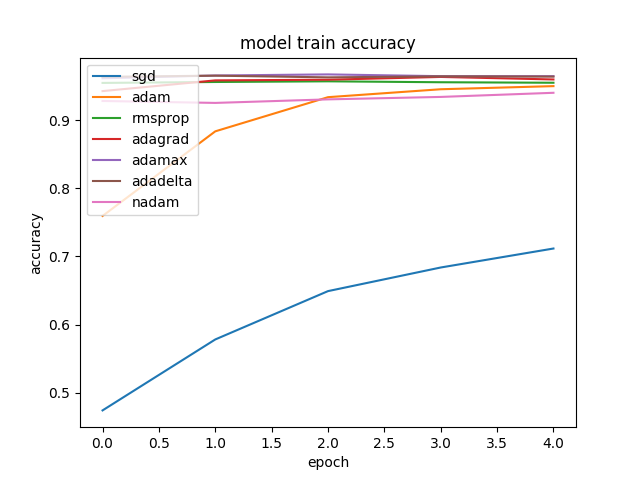 model train accuracy
sgd
adam
rmsprop
adagrad
adamax
adadelta
nadam
accuracy
0.9
0.8
0.7
0.6
0.5
0.0 0.5 1.0 1.5 2.0 2.5 3.0 3.5 4.0
epoch